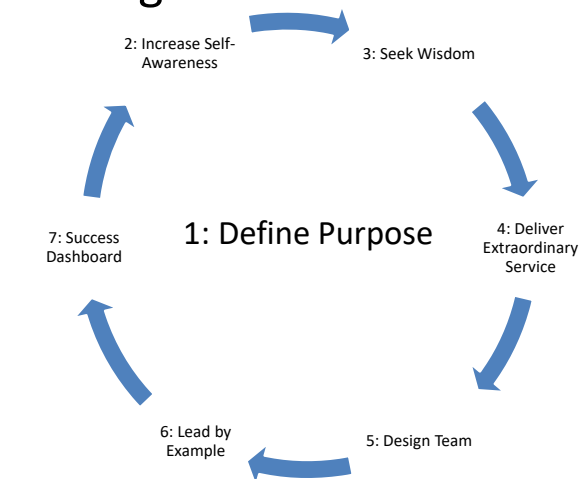 2: Increase Self-
Awareness
3: Seek Wisdom
1: Define Purpose
4: Deliver
Extraordinary
Service
7: Success
Dashboard
6: Lead by
Example
5: Design Team